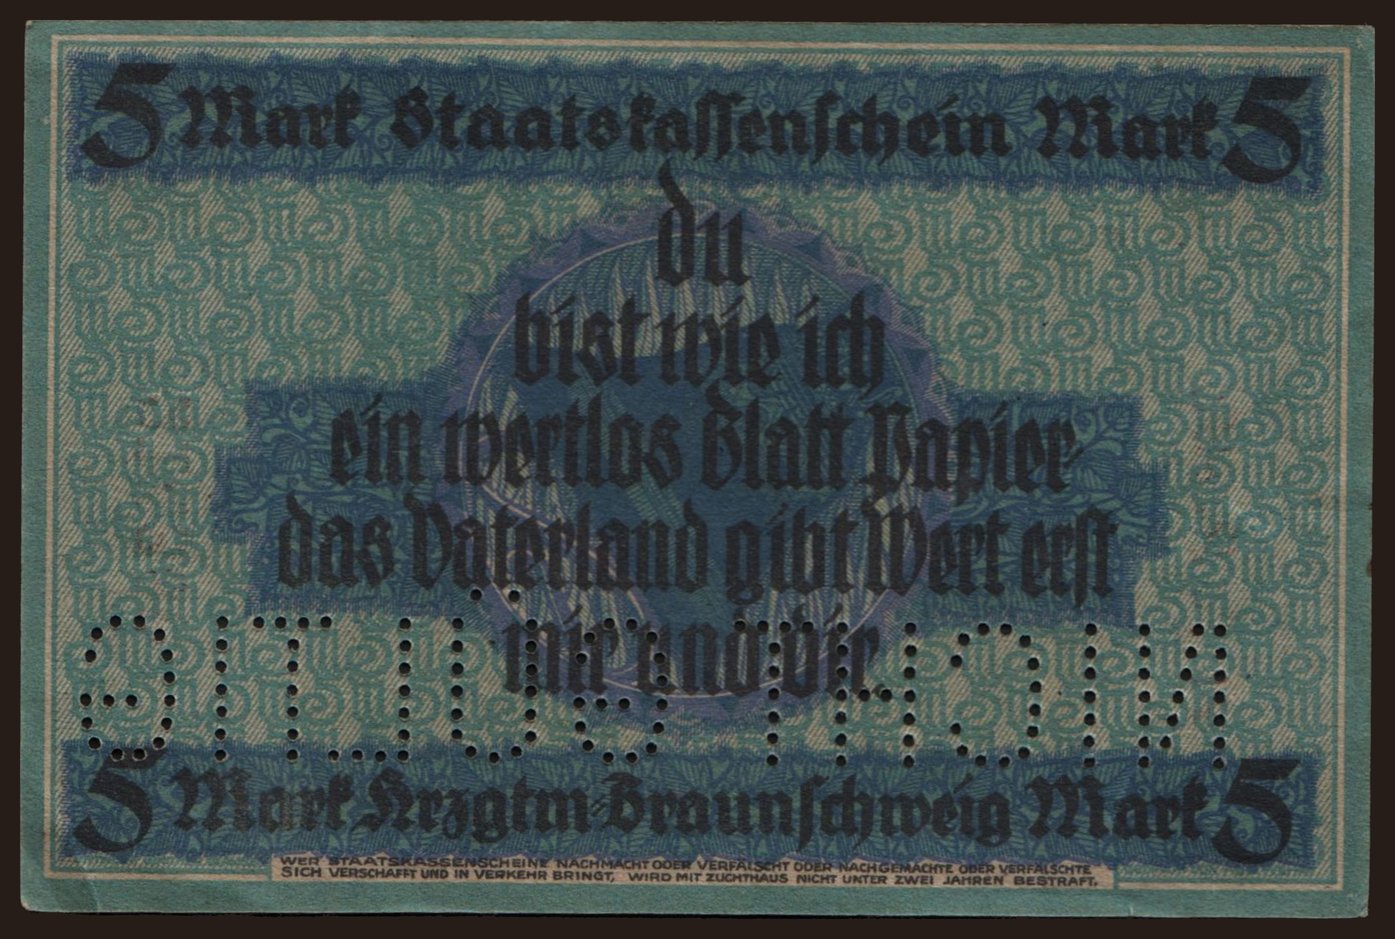 5 Mark Staatskassenschein Mark 5
du
bist wie ich
ein wertlos Blatt Papier
das Vaterland gibt Wert erst
mir und dir.
NICHT GÜLTIG
5 Mark Hrzgtm=Braunschweig Mark 5
WER STAATSKASSENSCHEINE NACHMACHT ODER VERFÄLSCHT ODER NACHGEMACHTE ODER VERFÄLSCHTE
SICH VERSCHAFFT UND IN VERKEHR BRINGT, WIRD MIT ZUCHTHAUS NICHT UNTER ZWEI JAHREN BESTRAFT.